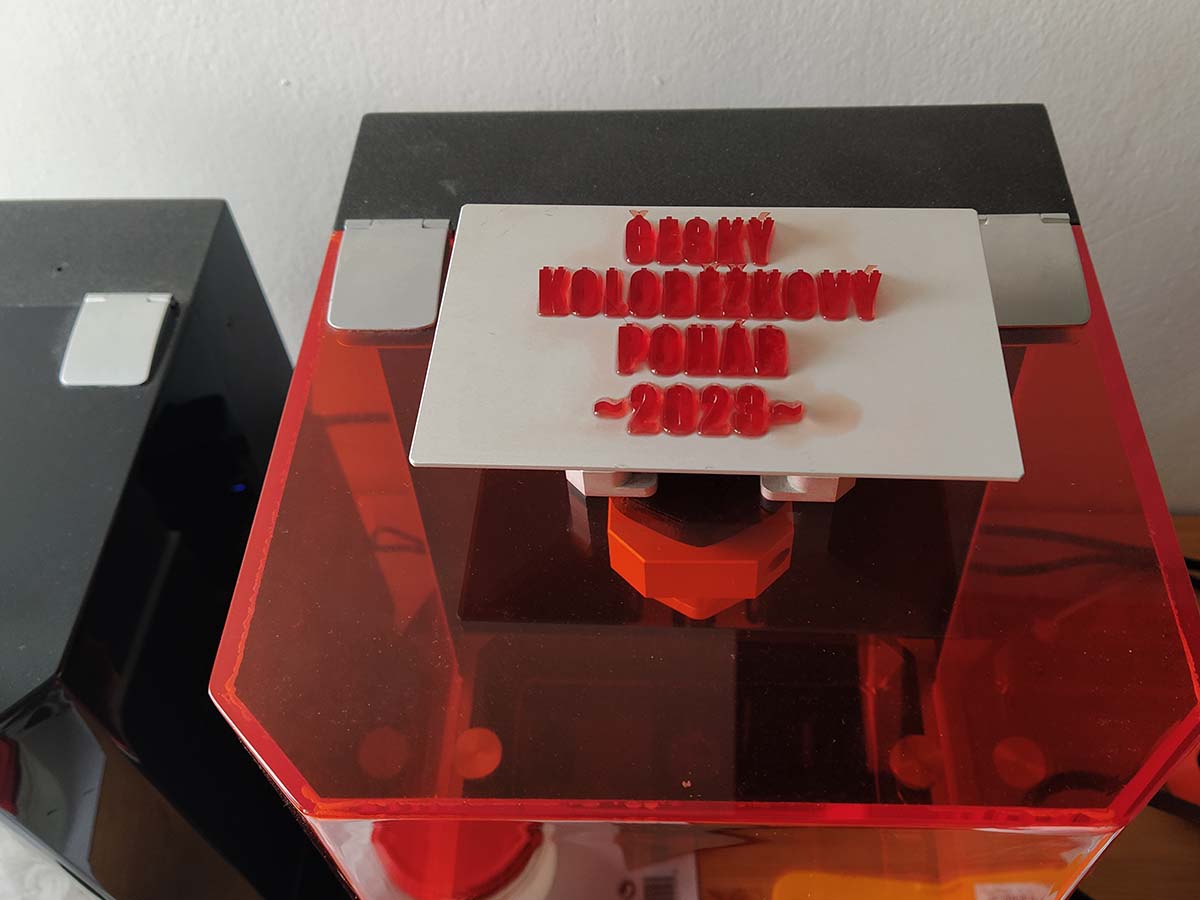 ČESKÝ
KOLOBĚŽKOVÝ
POHÁR
~2023~